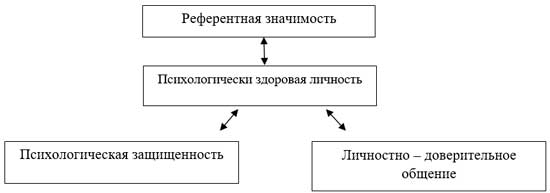 Референтная значимость
Психологически здоровая личность
Психологическая защищенность
Личностно – доверительное
общение